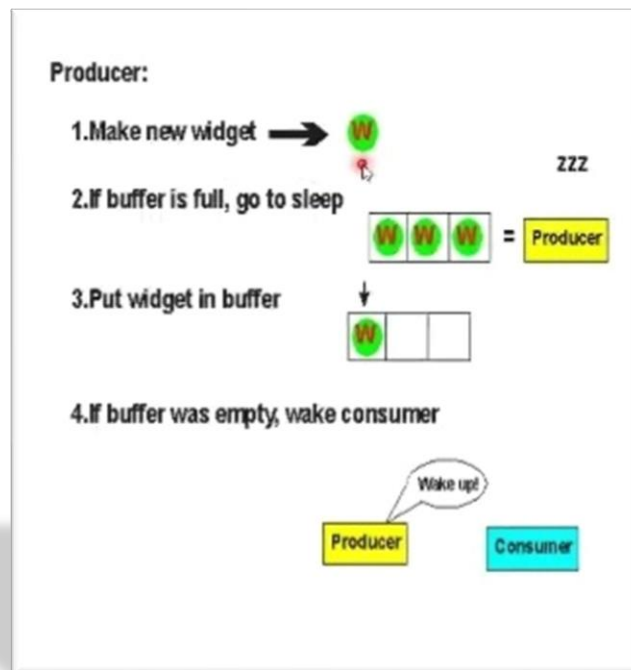 Producer:
1.Make new widget
W
zzz
2.If buffer is full, go to sleep
W W W = Producer
3.Put widget in buffer
W
4.If buffer was empty, wake consumer
Wake up!
Producer
Consumer